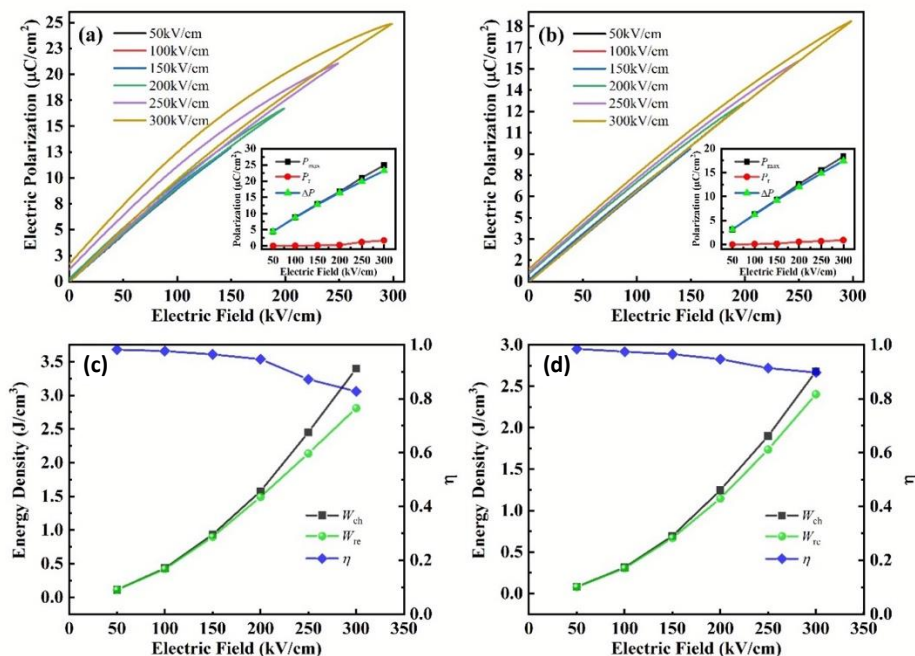 (a)
50kV/cm
100kV/cm
150kV/cm
200kV/cm
250kV/cm
300kV/cm
Electric Polarization (μC/cm²)
25
23
20
18
15
13
10
8
5
3
0
0 50 100 150 200 250 300
Electric Field (kV/cm)
Pmax
Pr
ΔP
Polarization (μC/cm²)
30
25
20
15
10
5
0
50 100 150 200 250 300
Electric Field (kV/cm)
(b)
50kV/cm
100kV/cm
150kV/cm
200kV/cm
250kV/cm
300kV/cm
Electric Polarization (μC/cm²)
18
17
15
14
12
11
9
8
6
5
3
2
0
0 50 100 150 200 250 300
Electric Field (kV/cm)
Pmax
Pr
ΔP
Polarization (μC/cm²)
20
15
10
5
0
50 100 150 200 250 300
Electric Field (kV/cm)
(c)
Energy Density (J/cm³)
3.5
3.0
2.5
2.0
1.5
1.0
0.5
0.0
Wch
Wre
η
1.0
0.8
0.6
0.4
0.2
0.0
η
0 50 100 150 200 250 300 350
Electric Field (kV/cm)
(d)
Energy Density (J/cm³)
3.0
2.5
2.0
1.5
1.0
0.5
0.0
Wch
Wre
η
1.0
0.8
0.6
0.4
0.2
0.0
η
0 50 100 150 200 250 300 350
Electric Field (kV/cm)